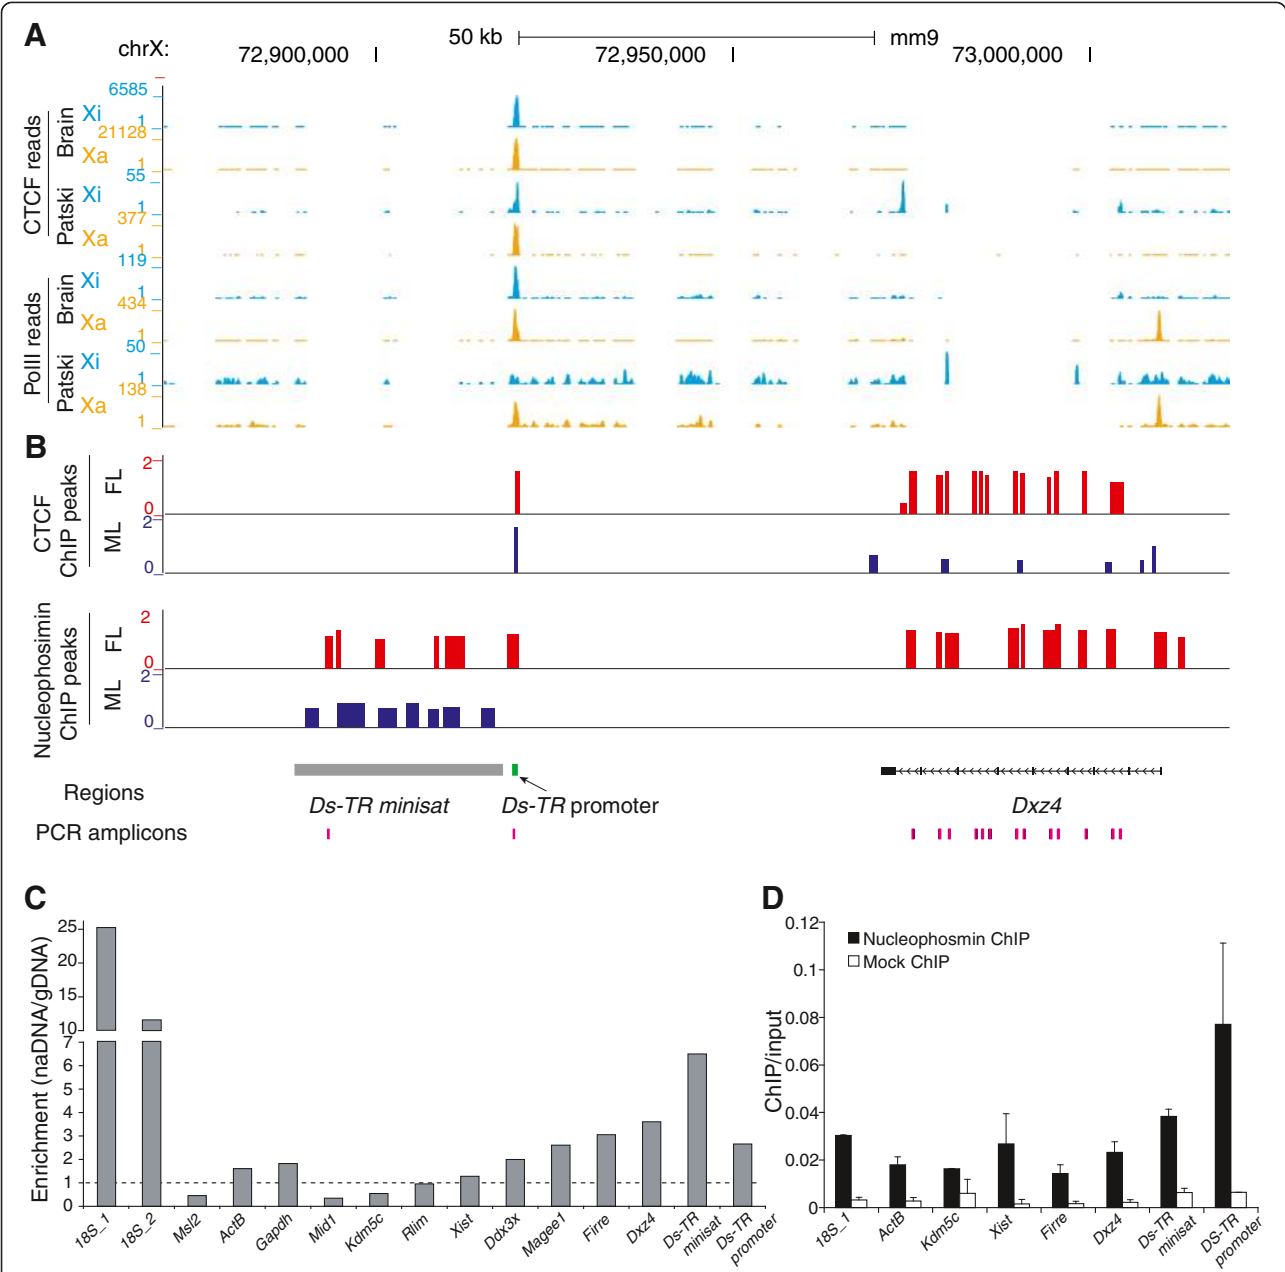 A
chrX:
50 kb
mm9
72,900,000
72,950,000
73,000,000
CTCF reads
Brain
Xi
6585
1
Xa
21128
1
Patski
Xi
55
1
Xa
377
1
PolII reads
Brain
Xi
119
1
Xa
434
1
Patski
Xi
50
1
Xa
138
1
B
CTCF
ChIP peaks
FL
2
0
ML
2
0
Nucleophosimin
ChIP peaks
FL
2
0
ML
2
0
Regions
Ds-TR minisat
Ds-TR promoter
Dxz4
PCR amplicons
C
Enrichment (naDNA/gDNA)
25
20
15
10
7
6
5
4
3
2
1
0
18S_1
18S_2
Msl2
ActB
Gapdh
Mid1
Kdm5c
Rlim
Xist
Ddx3x
Magee1
Firre
Dxz4
Ds-TR
minisat
Ds-TR
promoter
D
Nucleophosmin ChIP
Mock ChIP
ChIP/input
0.12
0.1
0.08
0.06
0.04
0.02
0
18S_1
ActB
Kdm5c
Xist
Firre
Dxz4
Ds-TR
minisat
DS-TR
promoter